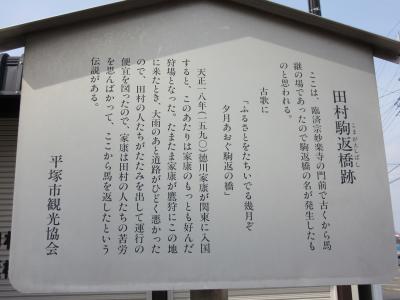 田村駒返橋跡
こまがえしばし
ここは、臨済宗妙楽寺の門前で古くから馬
継の場であったので駒返橋の名が発生したも
のと思われる。
古歌に
「ふるさとをたちいでる幾月ぞ
夕月あおぐ駒返の橋」
天正一八年（一五九〇）徳川家康が関東に入国
すると、このあたりは家康のもっとも好んだ
狩場となった。たまたま家康が鷹狩にこの地
に来たとき、大雨のあと道路がひどく悪かった
ので、田村の人たちがたたみを出して運行の
便宜を図ったので、家康は田村の人たちの苦労
を思んばかって、ここから馬を返したという
伝説がある。
平塚市観光協会